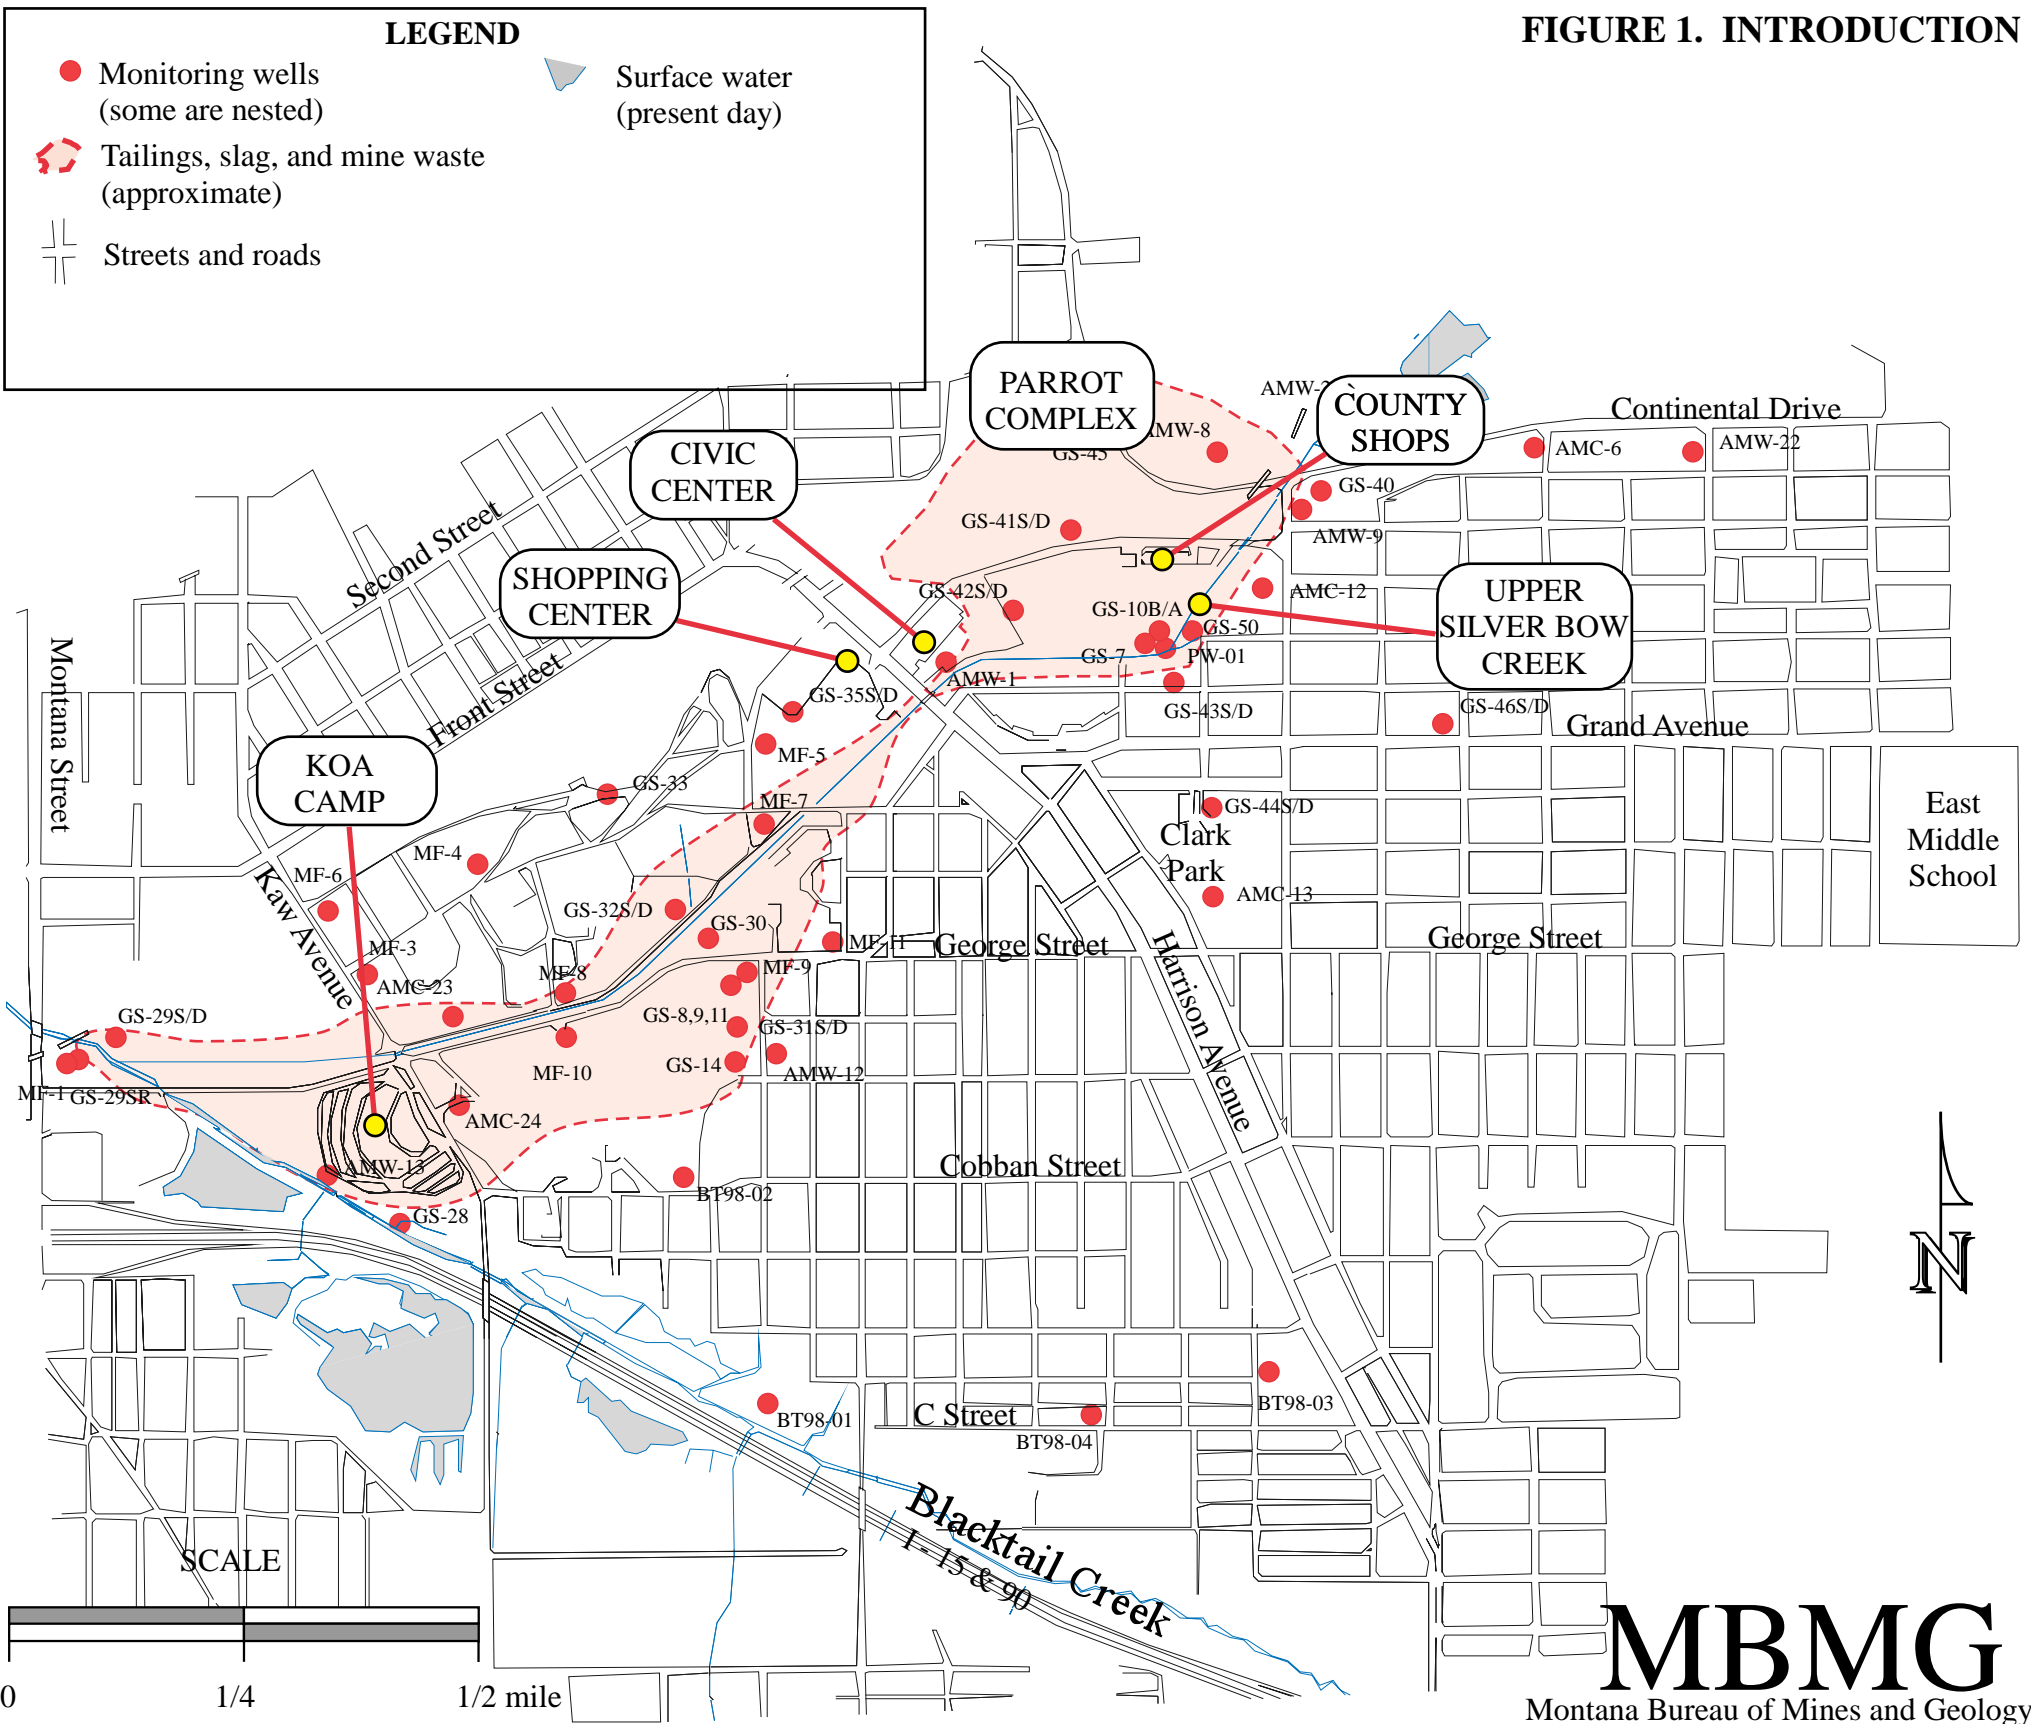 FIGURE 1. INTRODUCTION
LEGEND
Monitoring wells
(some are nested)
Surface water
(present day)
Tailings, slag, and mine waste
(approximate)
Streets and roads
PARROT
COMPLEX
COUNTY
SHOPS
CIVIC
CENTER
SHOPPING
CENTER
UPPER
SILVER BOW
CREEK
KOA
CAMP
Continental Drive
AMC-6
AMW-22
GS-45
GS-40
GS-41S/D
AMW-9
AMC-12
GS-42S/D
GS-10B/A
GS-50
GS-7
PW-01
AMW-1
GS-43S/D
GS-46S/D
Grand Avenue
Second Street
Front Street
Montana Street
GS-35S/D
MF-5
GS-33
MF-7
GS-44S/D
Clark
Park
East
Middle
School
MF-4
MF-6
Kaw Avenue
GS-32S/D
GS-30
AMC-13
MF-11
George Street
George Street
Harrison Avenue
MF-3
AMC-23
MF-8
MF-9
GS-29S/D
GS-8,9,11
GS-31S/D
GS-14
AMW-12
MF-10
MF-1
GS-29SR
AMC-24
AMW-13
Cobban Street
BT98-02
GS-28
N
BT98-01
C Street
BT98-03
BT98-04
Blacktail Creek
I - 15 & 90
SCALE
0
1/4
1/2 mile
MBMG
Montana Bureau of Mines and Geology